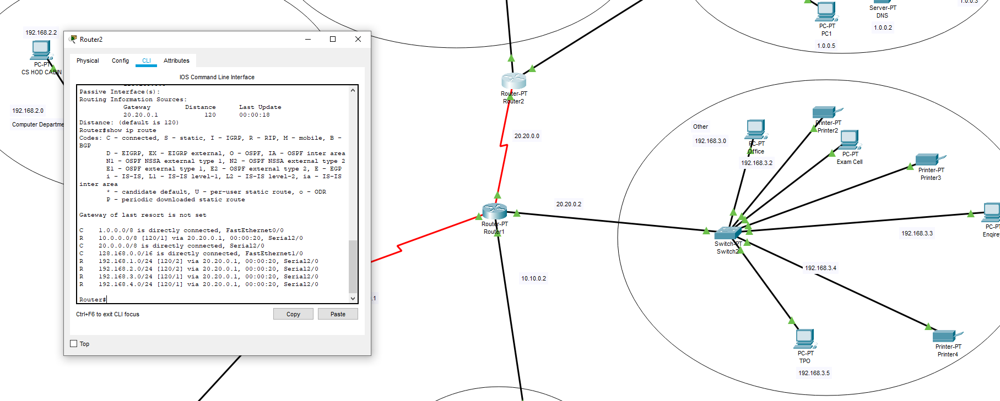 192.168.2.2
PC-PT
CS HOD CABIN
192.168.2.0
Computer Departme
Router2
Physical
Config
CLI
Attributes
IOS Command Line Interface
Passive Interface(s):
Routing Information Sources:
Gateway Distance Last Update
20.20.0.1 120 00:00:18
Distance: (default is 120)
Router#show ip route
Codes: C - connected, S - static, I - IGRP, R - RIP, M - mobile, B -
BGP
D - EIGRP, EX - EIGRP external, O - OSPF, IA - OSPF inter area
N1 - OSPF NSSA external type 1, N2 - OSPF NSSA external type 2
E1 - OSPF external type 1, E2 - OSPF external type 2, E - EGP
i - IS-IS, L1 - IS-IS level-1, L2 - IS-IS level-2, ia - IS-IS
inter area
* - candidate default, U - per-user static route, o - ODR
P - periodic downloaded static route
Gateway of last resort is not set
C 1.0.0.0/8 is directly connected, FastEthernet0/0
R 10.0.0.0/8 [120/1] via 20.20.0.1, 00:00:20, Serial2/0
C 20.0.0.0/8 is directly connected, Serial2/0
C 128.168.0.0/16 is directly connected, FastEthernet1/0
R 192.168.1.0/24 [120/2] via 20.20.0.1, 00:00:20, Serial2/0
R 192.168.2.0/24 [120/2] via 20.20.0.1, 00:00:20, Serial2/0
R 192.168.3.0/24 [120/1] via 20.20.0.1, 00:00:20, Serial2/0
R 192.168.4.0/24 [120/1] via 20.20.0.1, 00:00:20, Serial2/0
Router#
Ctrl+F6 to exit CLI focus
Copy
Paste
Top
.1
Router-PT
Router2
20.20.0.0
Router-PT
Router1
20.20.0.2
10.10.0.2
PC-PT
PC1
1.0.0.5
Server-PT
DNS
1.0.0.2
1.0.0.3
Other
192.168.3.0
PC-PT
Office
192.168.3.2
Printer-PT
Printer2
PC-PT
Exam Cell
Printer-PT
Printer3
PC-PT
Enqire
192.168.3.3
Switch-PT
Switch2
192.168.3.4
PC-PT
TPO
192.168.3.5
Printer-PT
Printer4